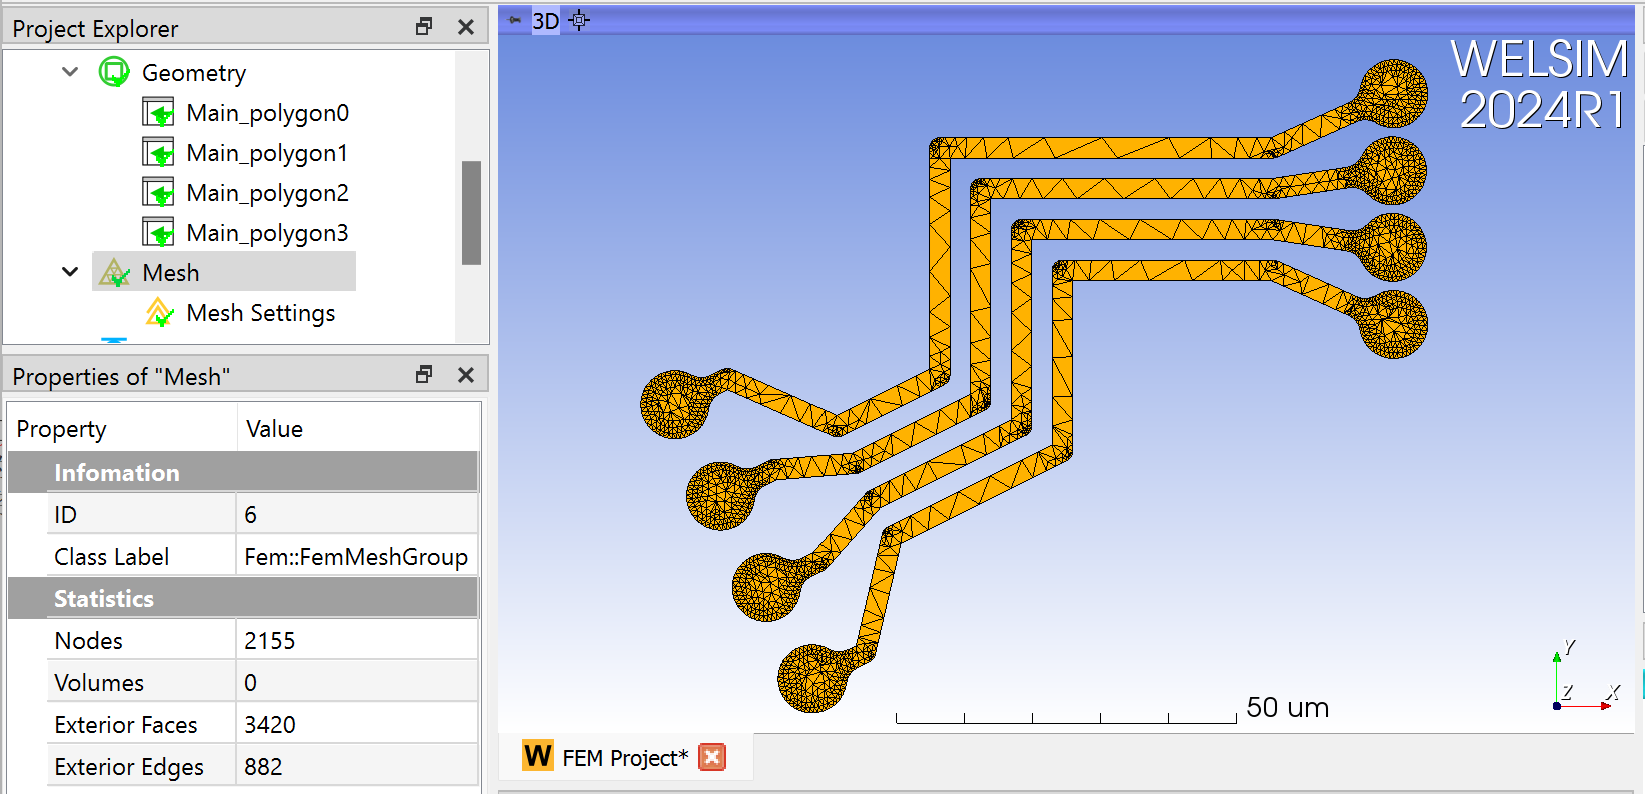 Project Explorer
Geometry
Main_polygon0
Main_polygon1
Main_polygon2
Main_polygon3
Mesh
Mesh Settings
Properties of "Mesh"
Property Value
Infomation
ID 6
Class Label Fem::FemMeshGroup
Statistics
Nodes 2155
Volumes 0
Exterior Faces 3420
Exterior Edges 882
3D
WELSIM
2024R1
50 um
Y
Z X
W FEM Project*